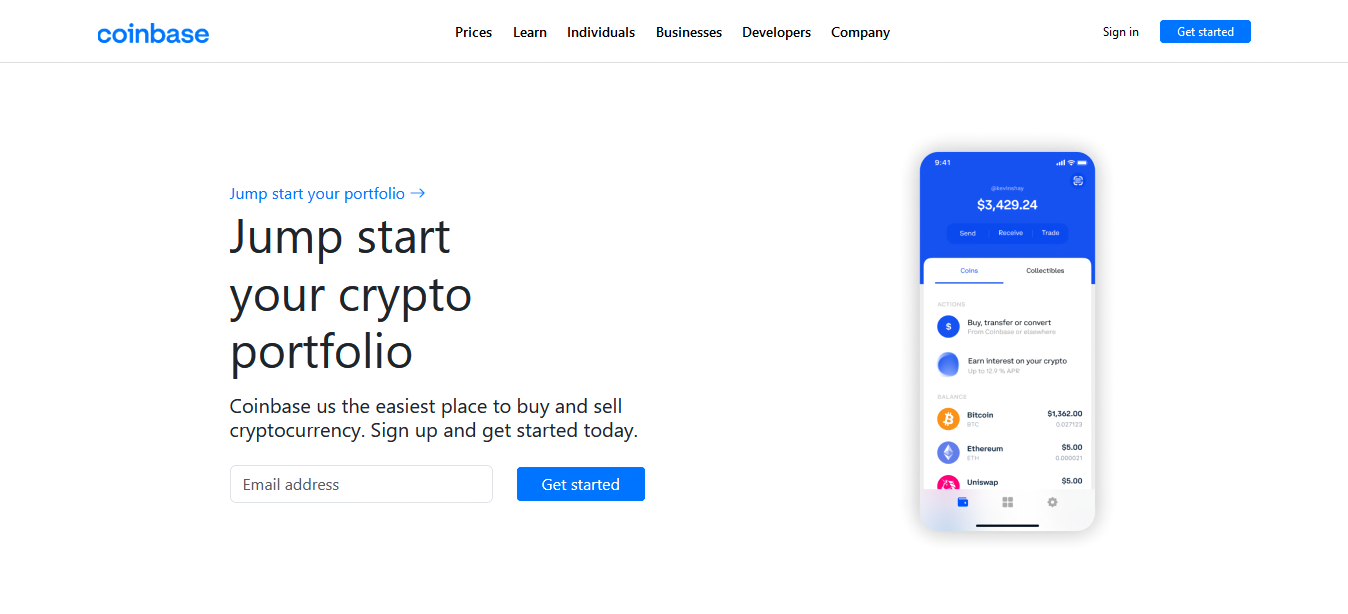 coinbase
Prices Learn Individuals Businesses Developers Company
Sign in
Get started
Jump start your portfolio →
Jump start
your crypto
portfolio
Coinbase us the easiest place to buy and sell
cryptocurrency. Sign up and get started today.
Email address
Get started
9:41
@kevinshay
$3,429.24
Send Receive Trade
Coins Collectibles
ACTIONS
$
Buy, transfer or convert
From Coinbase or elsewhere
Earn interest on your crypto
Up to 12.9 % APR
BALANCE
Bitcoin $1,362.00
BTC 0.027123
Ethereum $5.00
ETH 0.000021
Uniswap $5.00